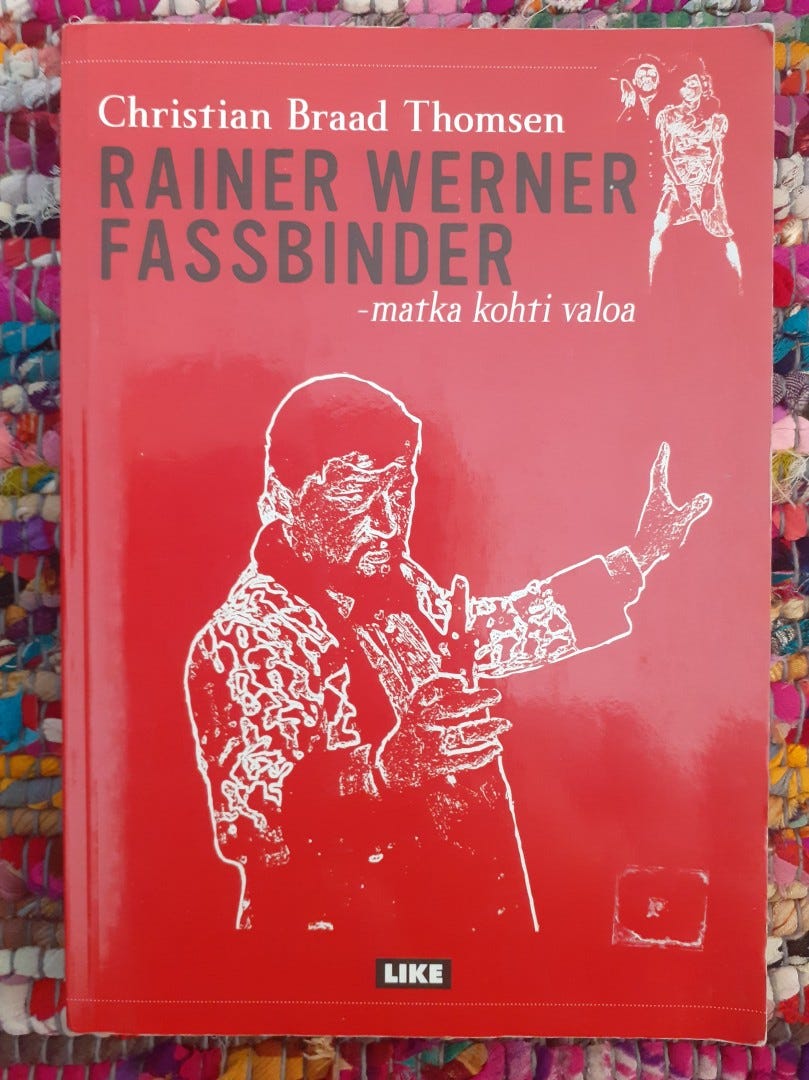 Christian Braad Thomsen
RAINER WERNER
FASSBINDER
-matka kohti valoa
LIKE